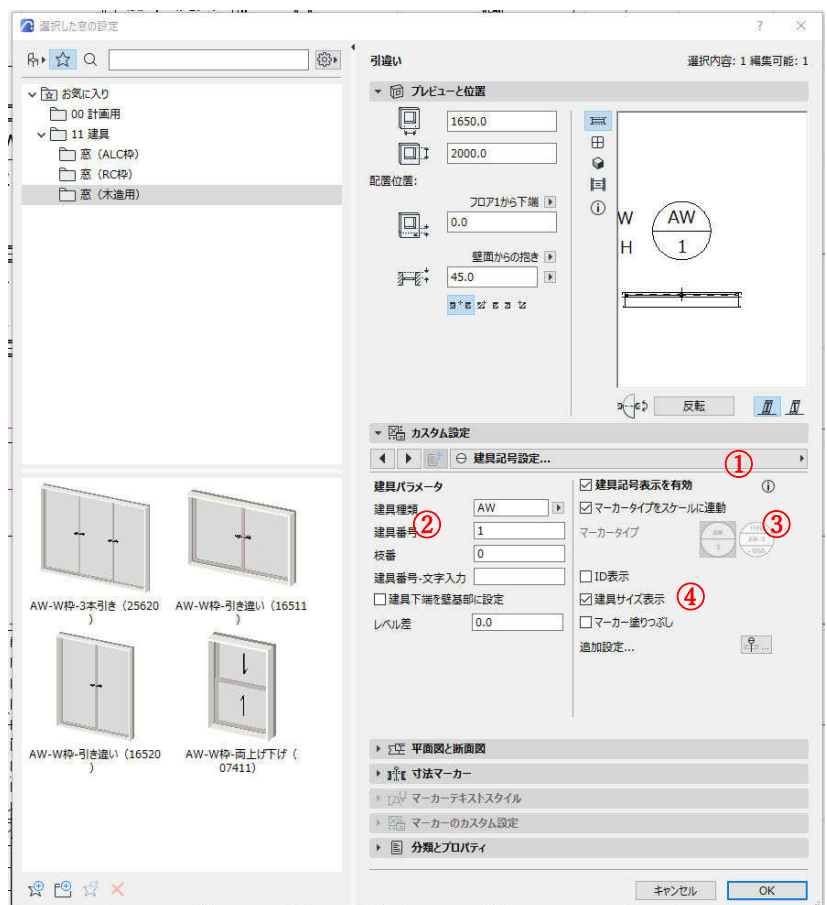 選択した窓の設定
?
お気に入り
00 計画用
11 建具
窓（ALC枠）
窓（RC枠）
窓（木造用）
AW-W枠-3本引き（25620
）
AW-W枠-引き違い（16511
）
AW-W枠-引き違い（16520
）
AW-W枠-両上げ下げ（
07411）
引違い
選択内容: 1 編集可能: 1
プレビューと位置
1650.0
2000.0
配置位置:
フロア1から下端
0.0
壁面からの抱き
45.0
W
H
AW
1
反転
カスタム設定
建具記号設定...
①
建具パラメータ
建具種類
AW
②
建具番号
1
枝番
0
建具番号-文字入力
建具下端を壁基部に設定
レベル差
0.0
建具記号表示を有効
マーカータイプをスケールに連動
マーカータイプ
AW
3
AW-3
③
ID表示
建具サイズ表示
④
マーカー塗りつぶし
追加設定...
平面図と断面図
寸法マーカー
マーカーテキストスタイル
マーカーのカスタム設定
分類とプロパティ
キャンセル
OK